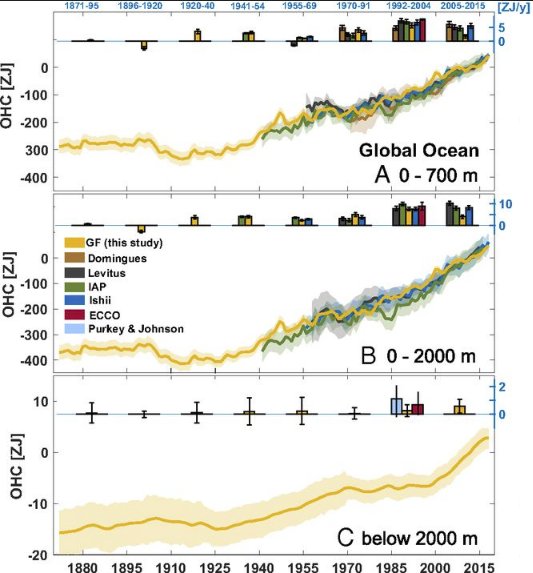 1871-95 1896-1920 1920-40 1941-54 1955-69 1970-91 1992-2004 2005-2015 [ZJ/y]
5
0
OHC [ZJ]
0
-100
-200
-300
-400
Global Ocean
A 0 - 700 m
10
0
OHC [ZJ]
0
-100
-200
-300
-400
GF (this study)
Domingues
Levitus
IAP
Ishii
ECCO
Purkey & Johnson
B 0 - 2000 m
2
1
0
OHC [ZJ]
10
0
-10
-20
C below 2000 m
1880 1895 1910 1925 1940 1955 1970 1985 2000 2015